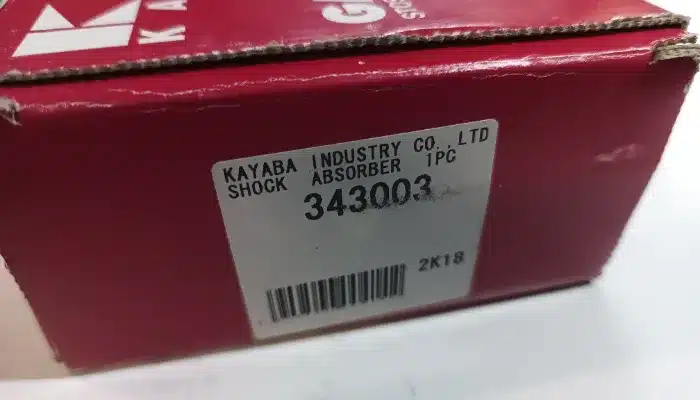 K A
G
KAYABA INDUSTRY CO.,LTD
SHOCK ABSORBER 1PC
343003
2K18